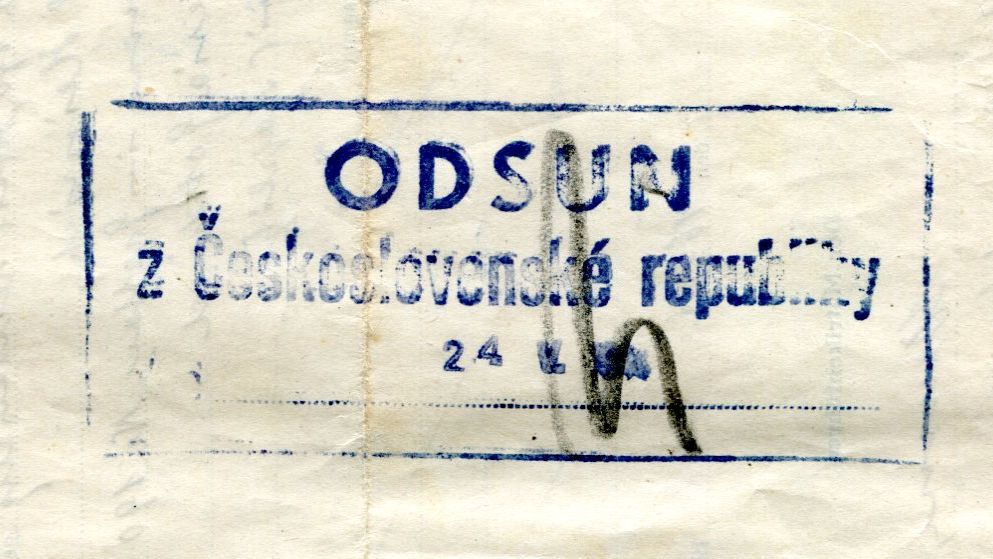 ODSUN
z Československé republiky
24 V.